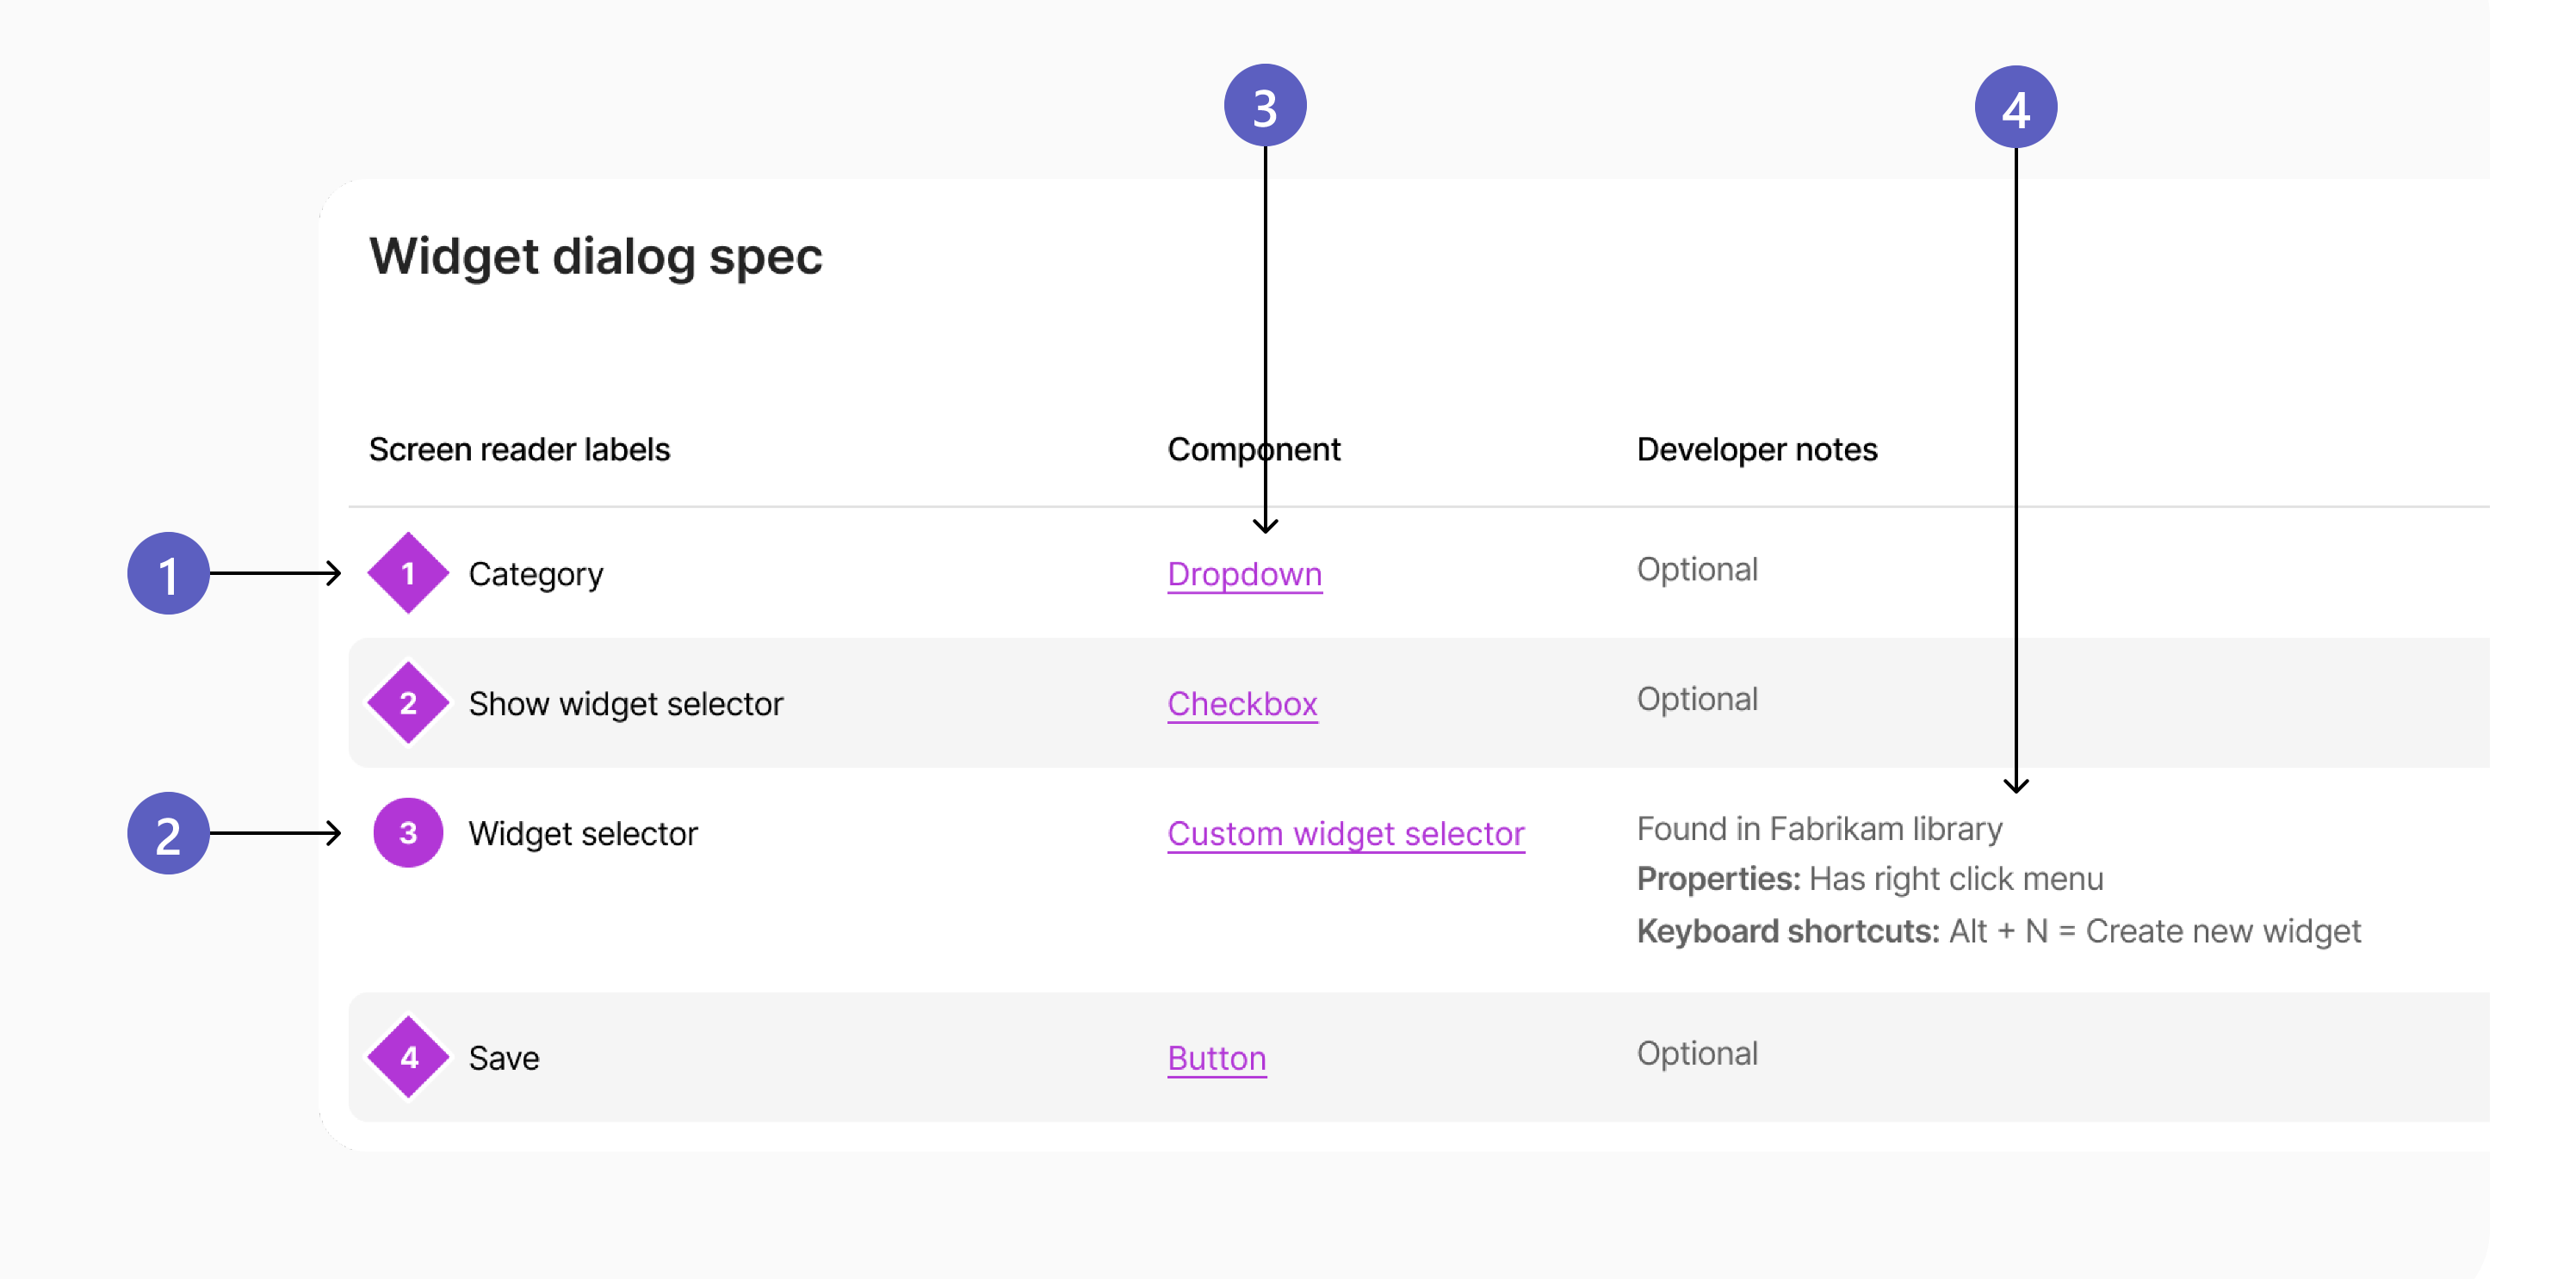 3
4
Widget dialog spec
Screen reader labels Component Developer notes
1 1 Category Dropdown Optional
2 Show widget selector Checkbox Optional
2 3 Widget selector Custom widget selector Found in Fabrikam library
Properties: Has right click menu
Keyboard shortcuts: Alt + N = Create new widget
4 Save Button Optional